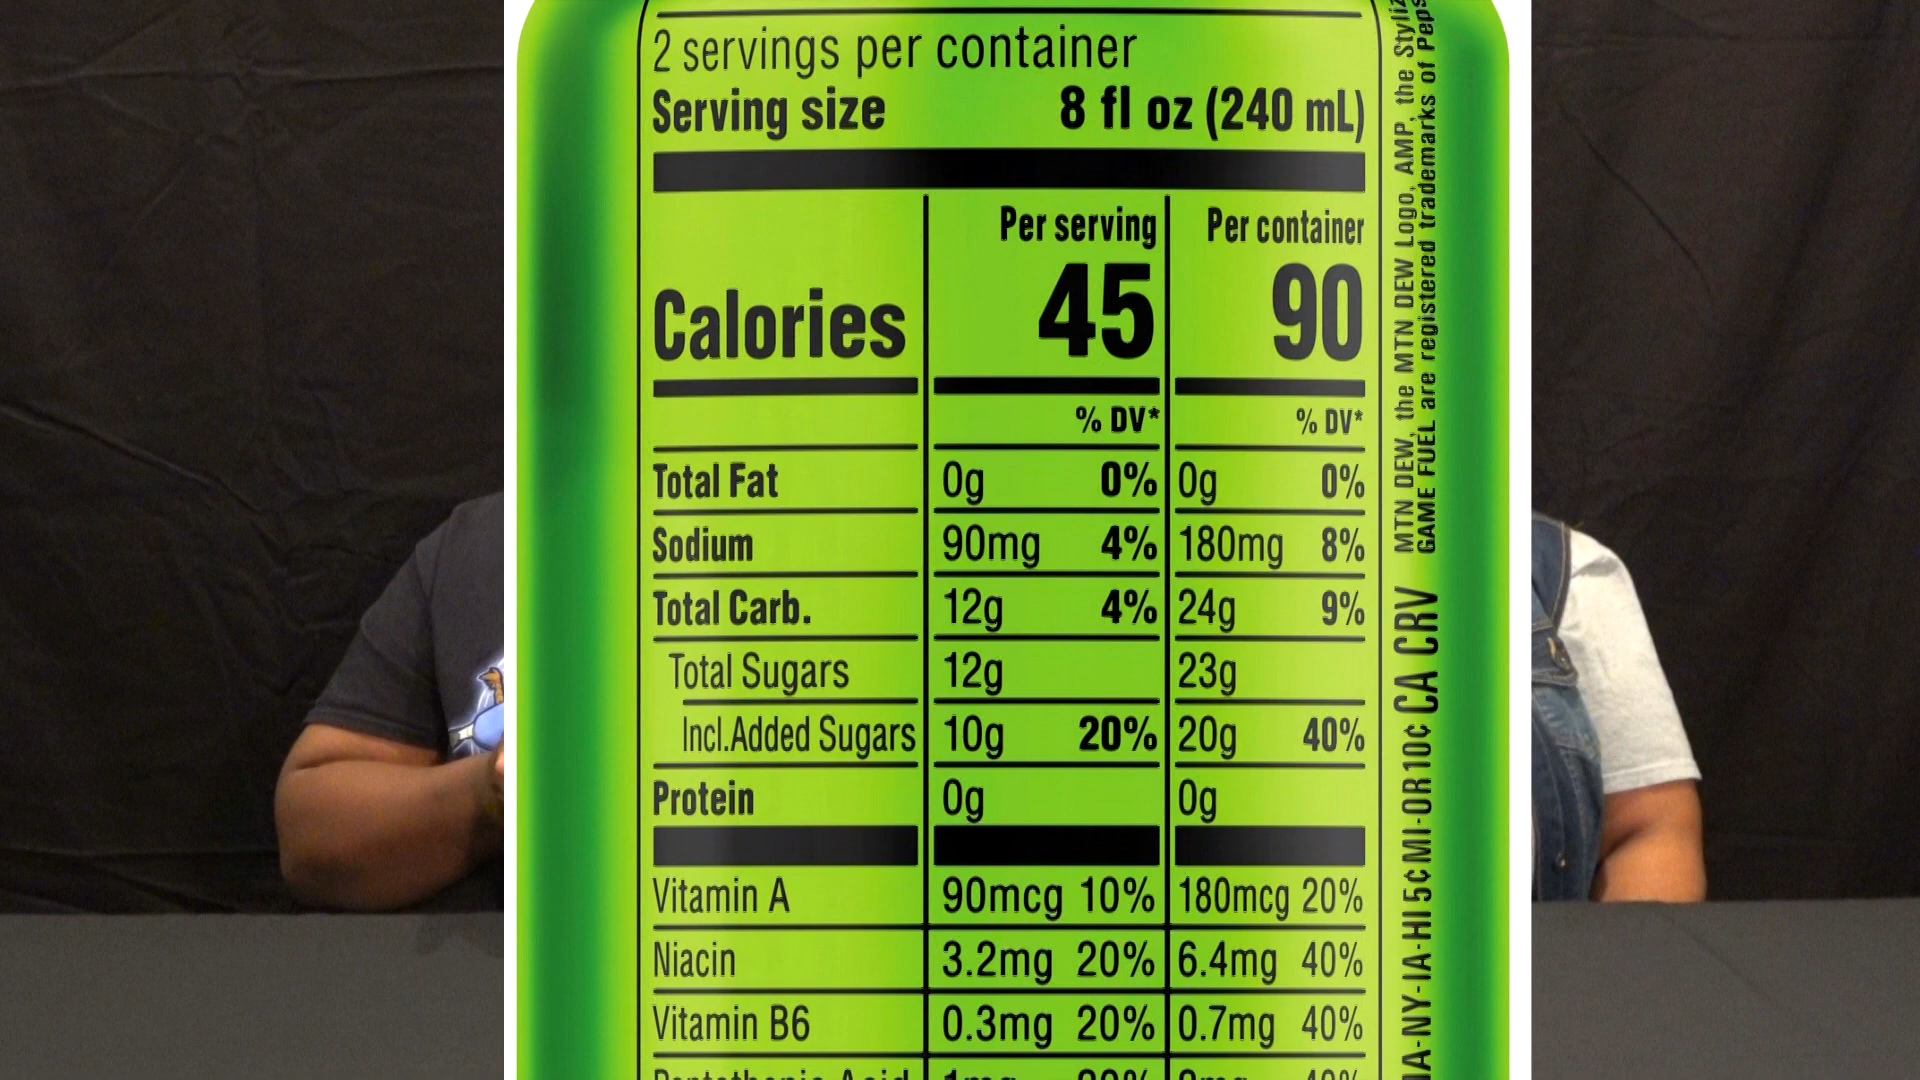 2 servings per container
Serving size 8 fl oz (240 mL)
Per serving Per container
Calories 45 90
% DV* % DV*
Total Fat 0g 0% 0g 0%
Sodium 90mg 4% 180mg 8%
Total Carb. 12g 4% 24g 9%
Total Sugars 12g 23g
Incl.Added Sugars 10g 20% 20g 40%
Protein 0g 0g
Vitamin A 90mcg 10% 180mcg 20%
Niacin 3.2mg 20% 6.4mg 40%
Vitamin B6 0.3mg 20% 0.7mg 40%
MTN DEW, the MTN DEW Logo, AMP, the
GAME FUEL are registered trademarks of
NY-IA-HI 5¢ MI-OR 10¢ CA CRV